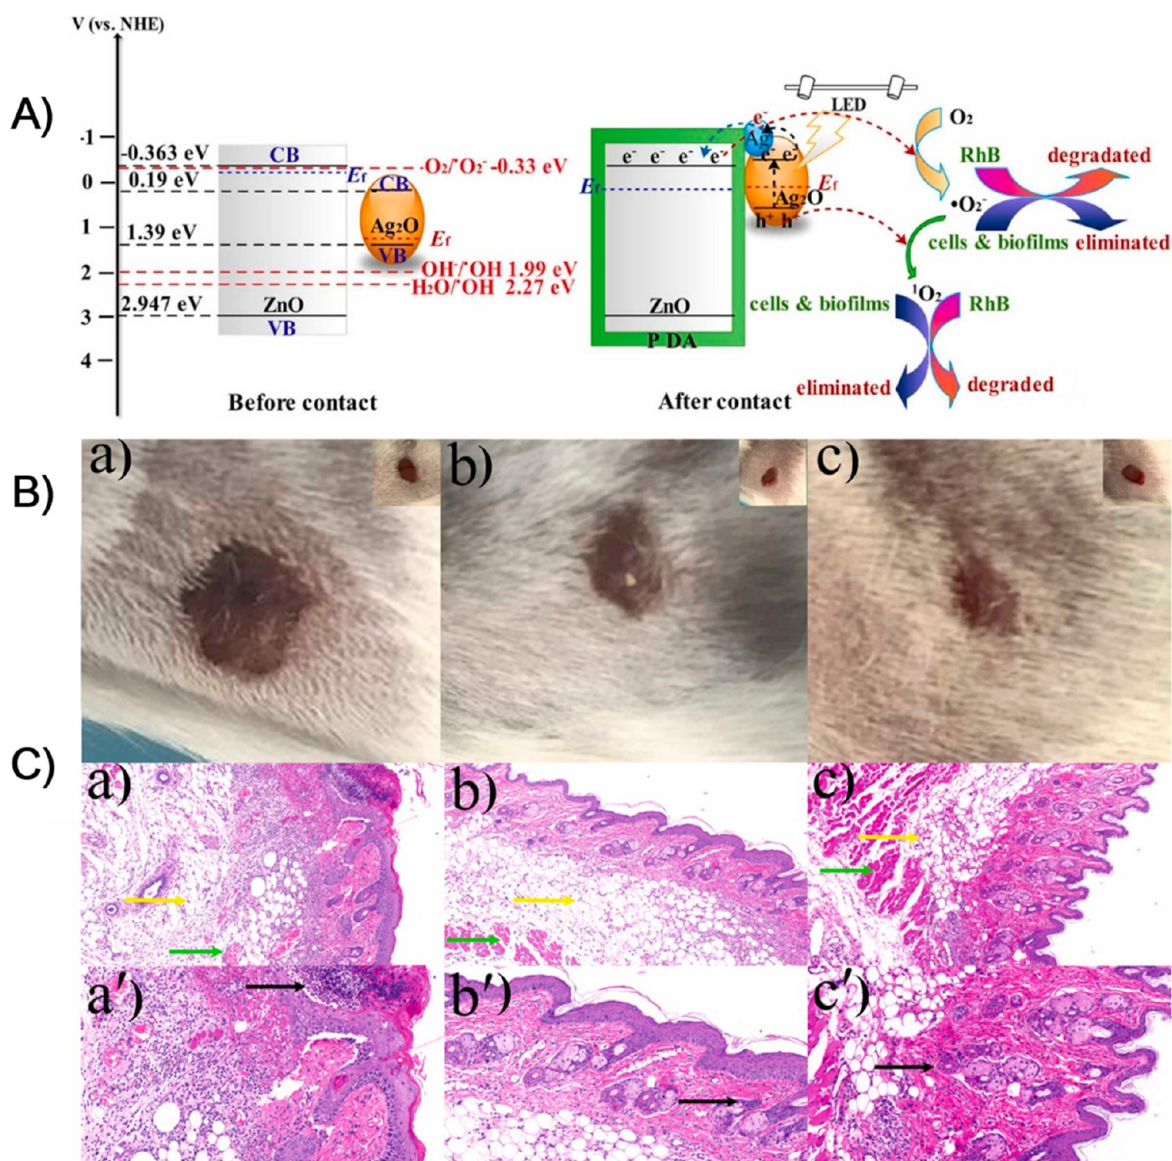 A)
V (vs. NHE)
-1
0
1
2
3
4
-0.363 eV
0.19 eV
1.39 eV
2.947 eV
CB
Ef
ZnO
VB
CB
Ag₂O
Ef
VB
O₂/•O₂⁻ -0.33 eV
OH⁻/•OH 1.99 eV
H₂O/•OH 2.27 eV
Before contact
LED
e⁻
Ag
e⁻ e⁻ e⁻ e⁻
e⁻ e⁻
Ef
Ef
Ag₂O
h⁺ h⁺
ZnO
P DA
After contact
O₂
RhB
degradated
•O₂⁻
cells & biofilms
eliminated
¹O₂
cells & biofilms
RhB
eliminated
degraded
B)
a)
b)
c)
C)
a)
b)
c)
a')
b')
c')